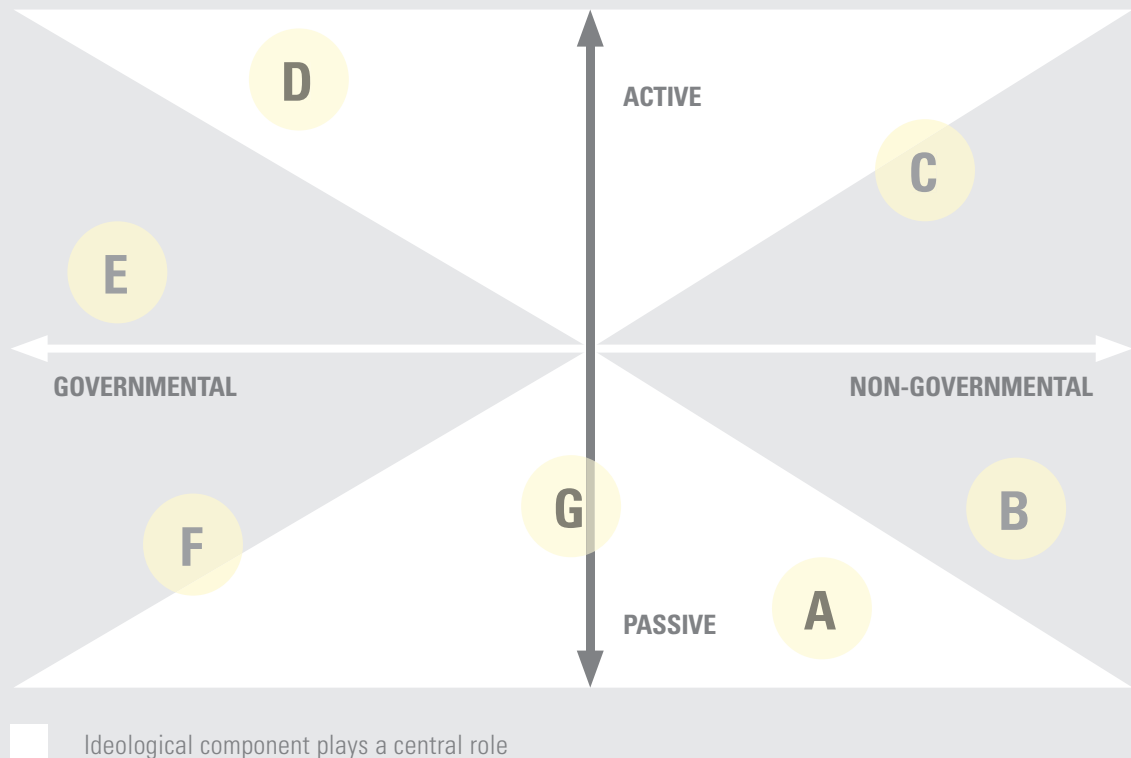 D
ACTIVE
C
E
GOVERNMENTAL
NON-GOVERNMENTAL
G
B
F
A
PASSIVE
Ideological component plays a central role